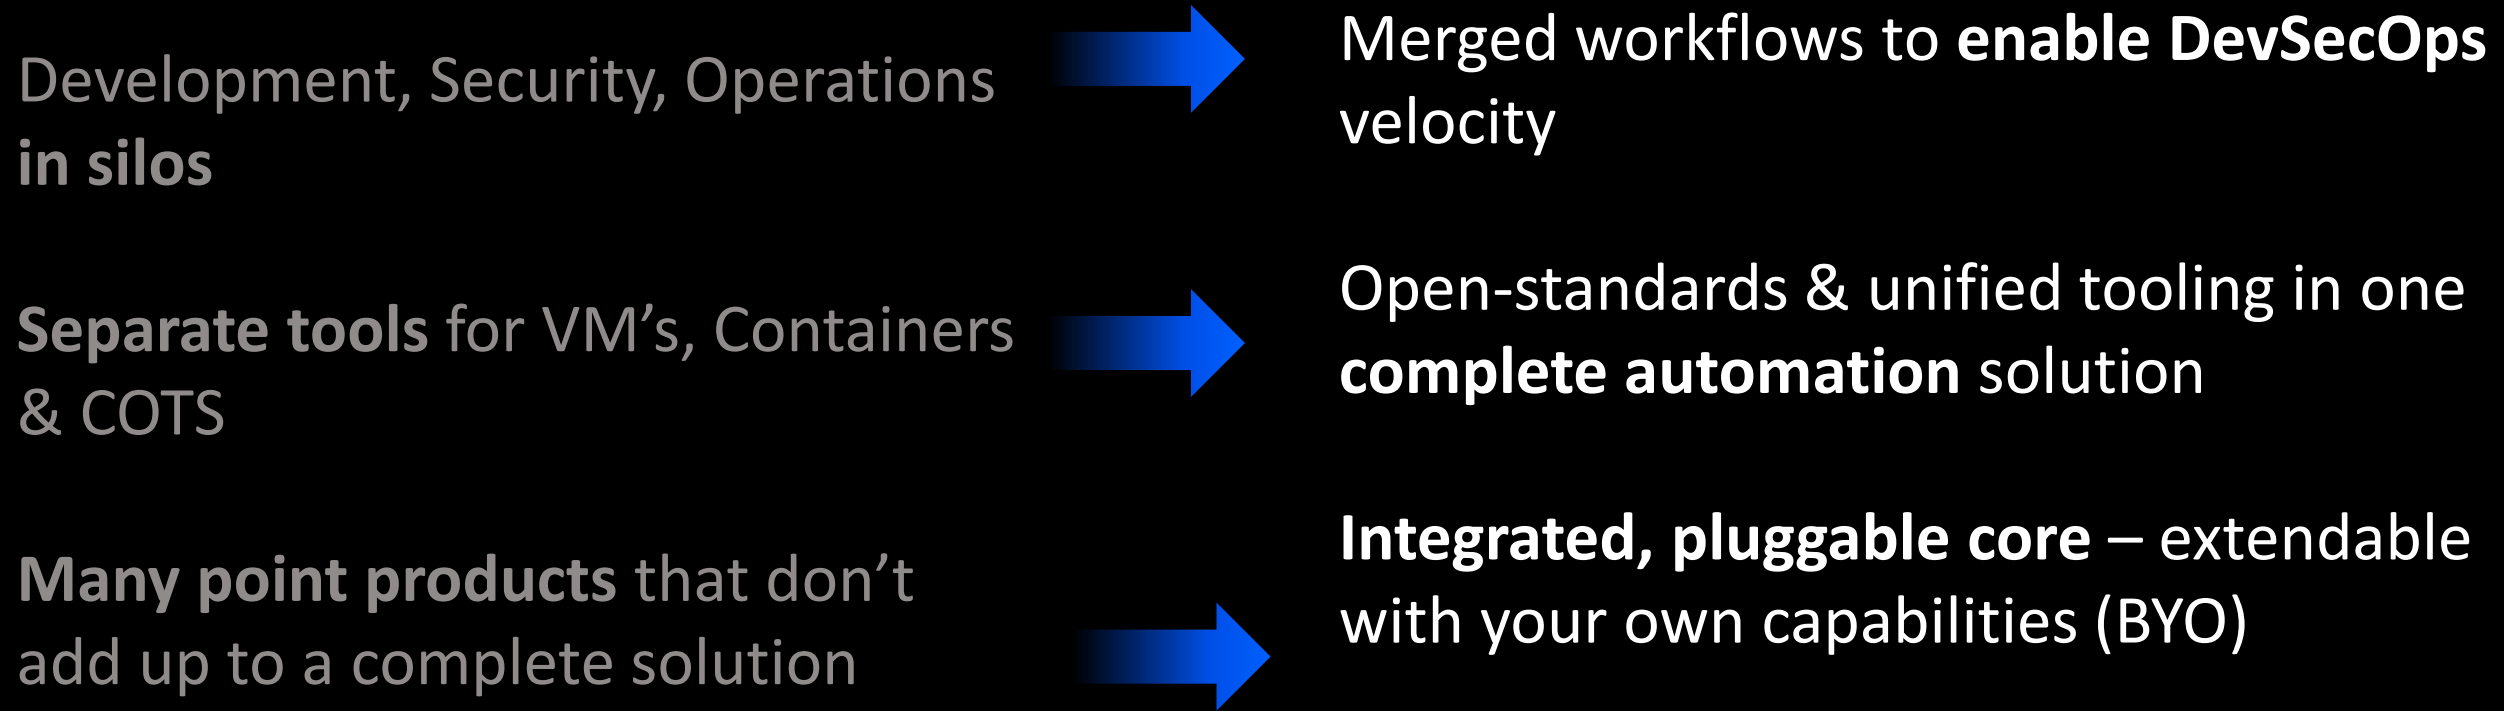 Development, Security, Operations
in silos
Merged workflows to enable DevSecOps
velocity
Separate tools for VM’s, Containers
& COTS
Open-standards & unified tooling in one
complete automation solution
Many point products that don’t
add up to a complete solution
Integrated, pluggable core – extendable
with your own capabilities (BYO)